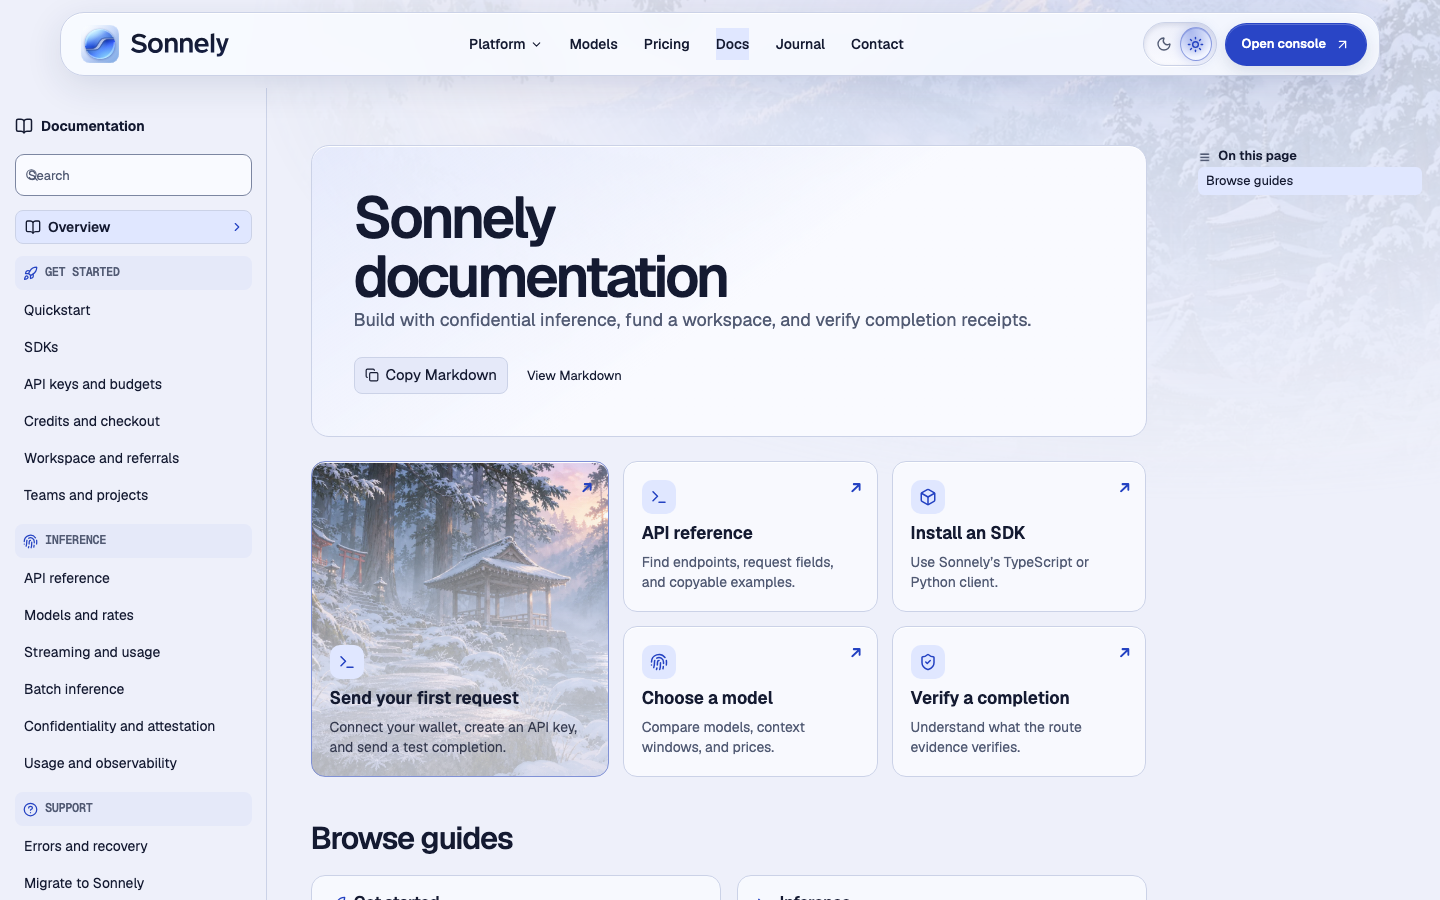 Sonnely
Platform
Models
Pricing
Docs
Journal
Contact
Open console
Documentation
Search
Overview
GET STARTED
Quickstart
SDKs
API keys and budgets
Credits and checkout
Workspace and referrals
Teams and projects
INFERENCE
API reference
Models and rates
Streaming and usage
Batch inference
Confidentiality and attestation
Usage and observability
SUPPORT
Errors and recovery
Migrate to Sonnely
Sonnely
documentation
Build with confidential inference, fund a workspace, and verify completion receipts.
Copy Markdown
View Markdown
Send your first request
Connect your wallet, create an API key,
and send a test completion.
API reference
Find endpoints, request fields,
and copyable examples.
Install an SDK
Use Sonnely's TypeScript or
Python client.
Choose a model
Compare models, context
windows, and prices.
Verify a completion
Understand what the route
evidence verifies.
Browse guides
Get started
Inference
On this page
Browse guides